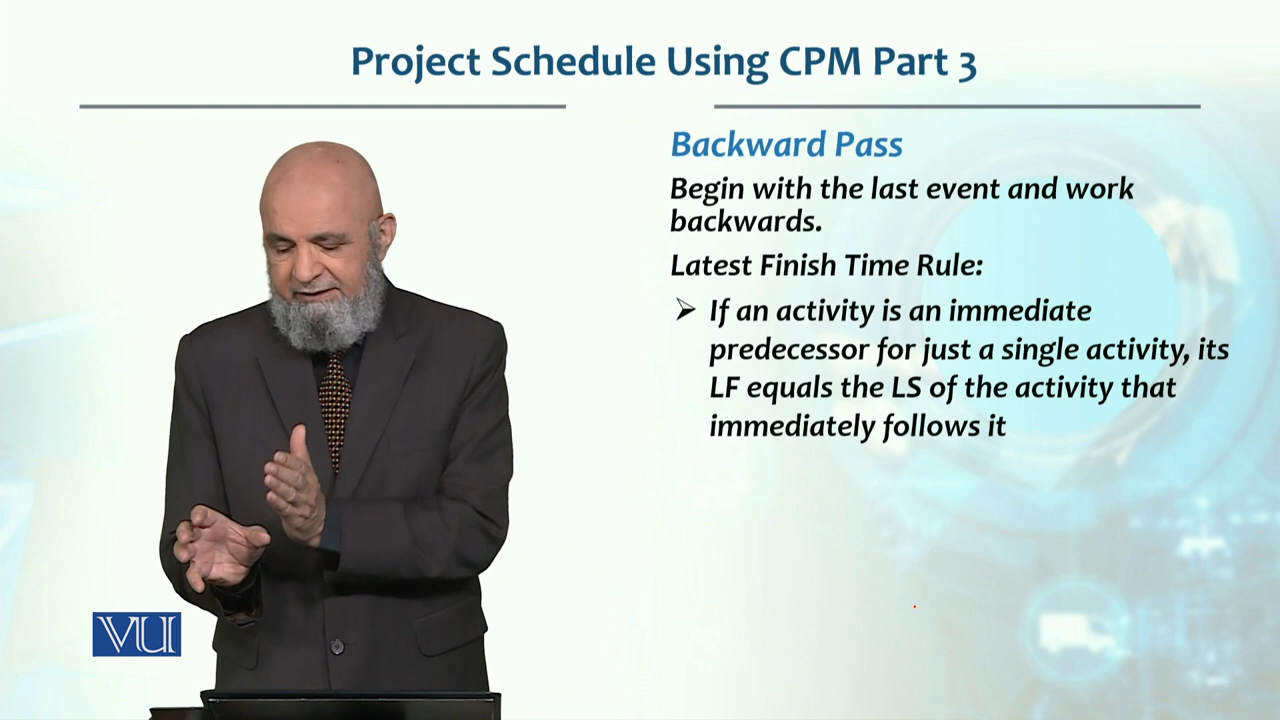 Project Schedule Using CPM Part 3
Backward Pass
Begin with the last event and work
backwards.
Latest Finish Time Rule:
If an activity is an immediate
predecessor for just a single activity, its
LF equals the LS of the activity that
immediately follows it
VU